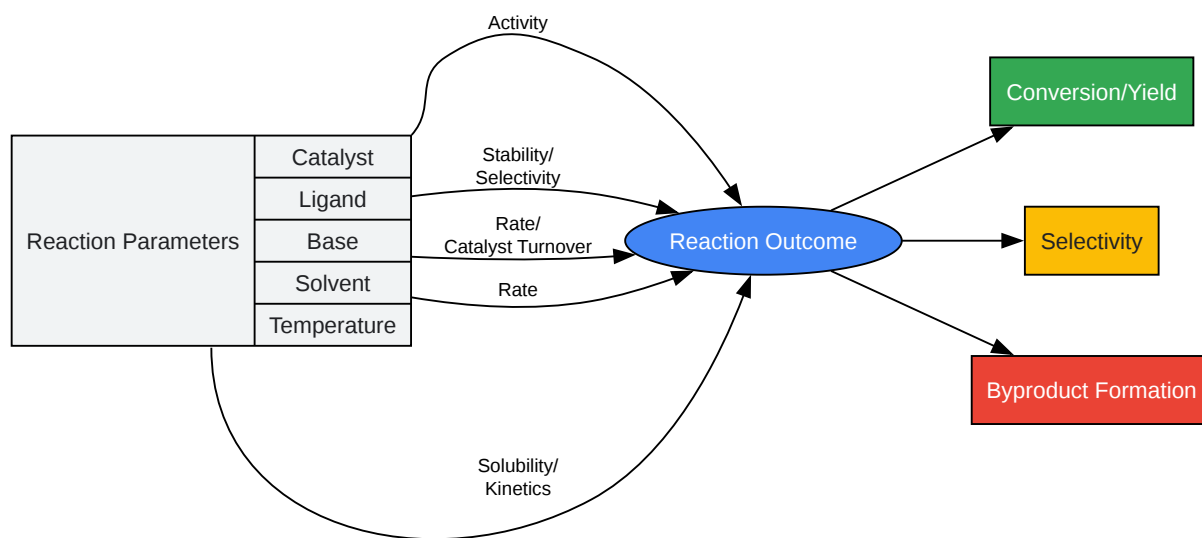 Activity
Conversion/Yield
Reaction Parameters
Catalyst
Ligand
Base
Solvent
Temperature
Stability/
Selectivity
Rate/
Catalyst Turnover
Rate
Solubility/
Kinetics
Reaction Outcome
Selectivity
Byproduct Formation